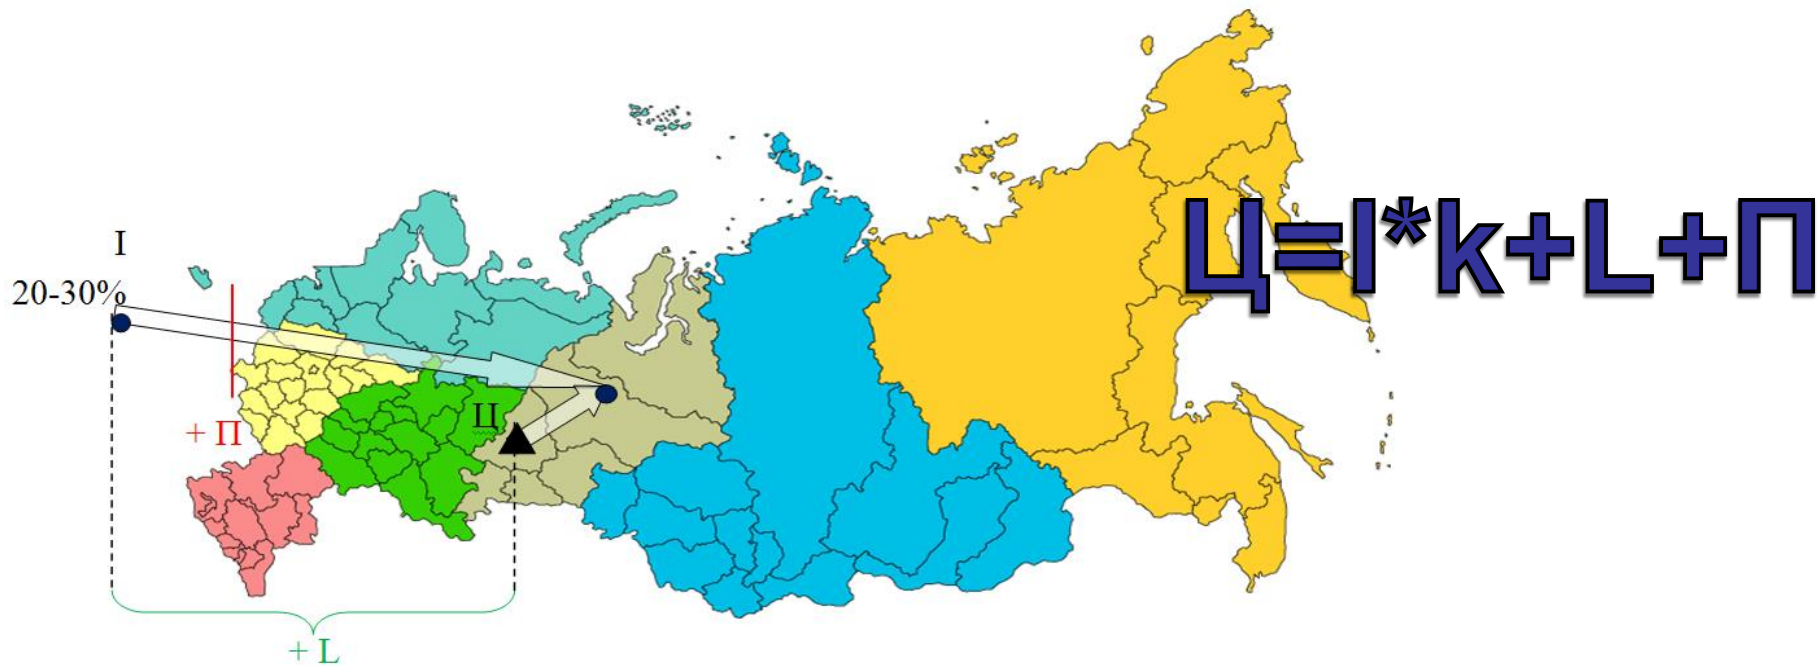 I
20-30%
+ П
Ц
+ L
Ц=I*k+L+П